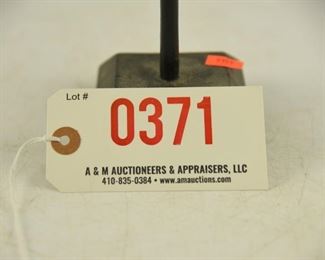 Lot #
0371
A & M AUCTIONEERS & APPRAISERS, LLC
410-835-0384 • www.amauctions.com